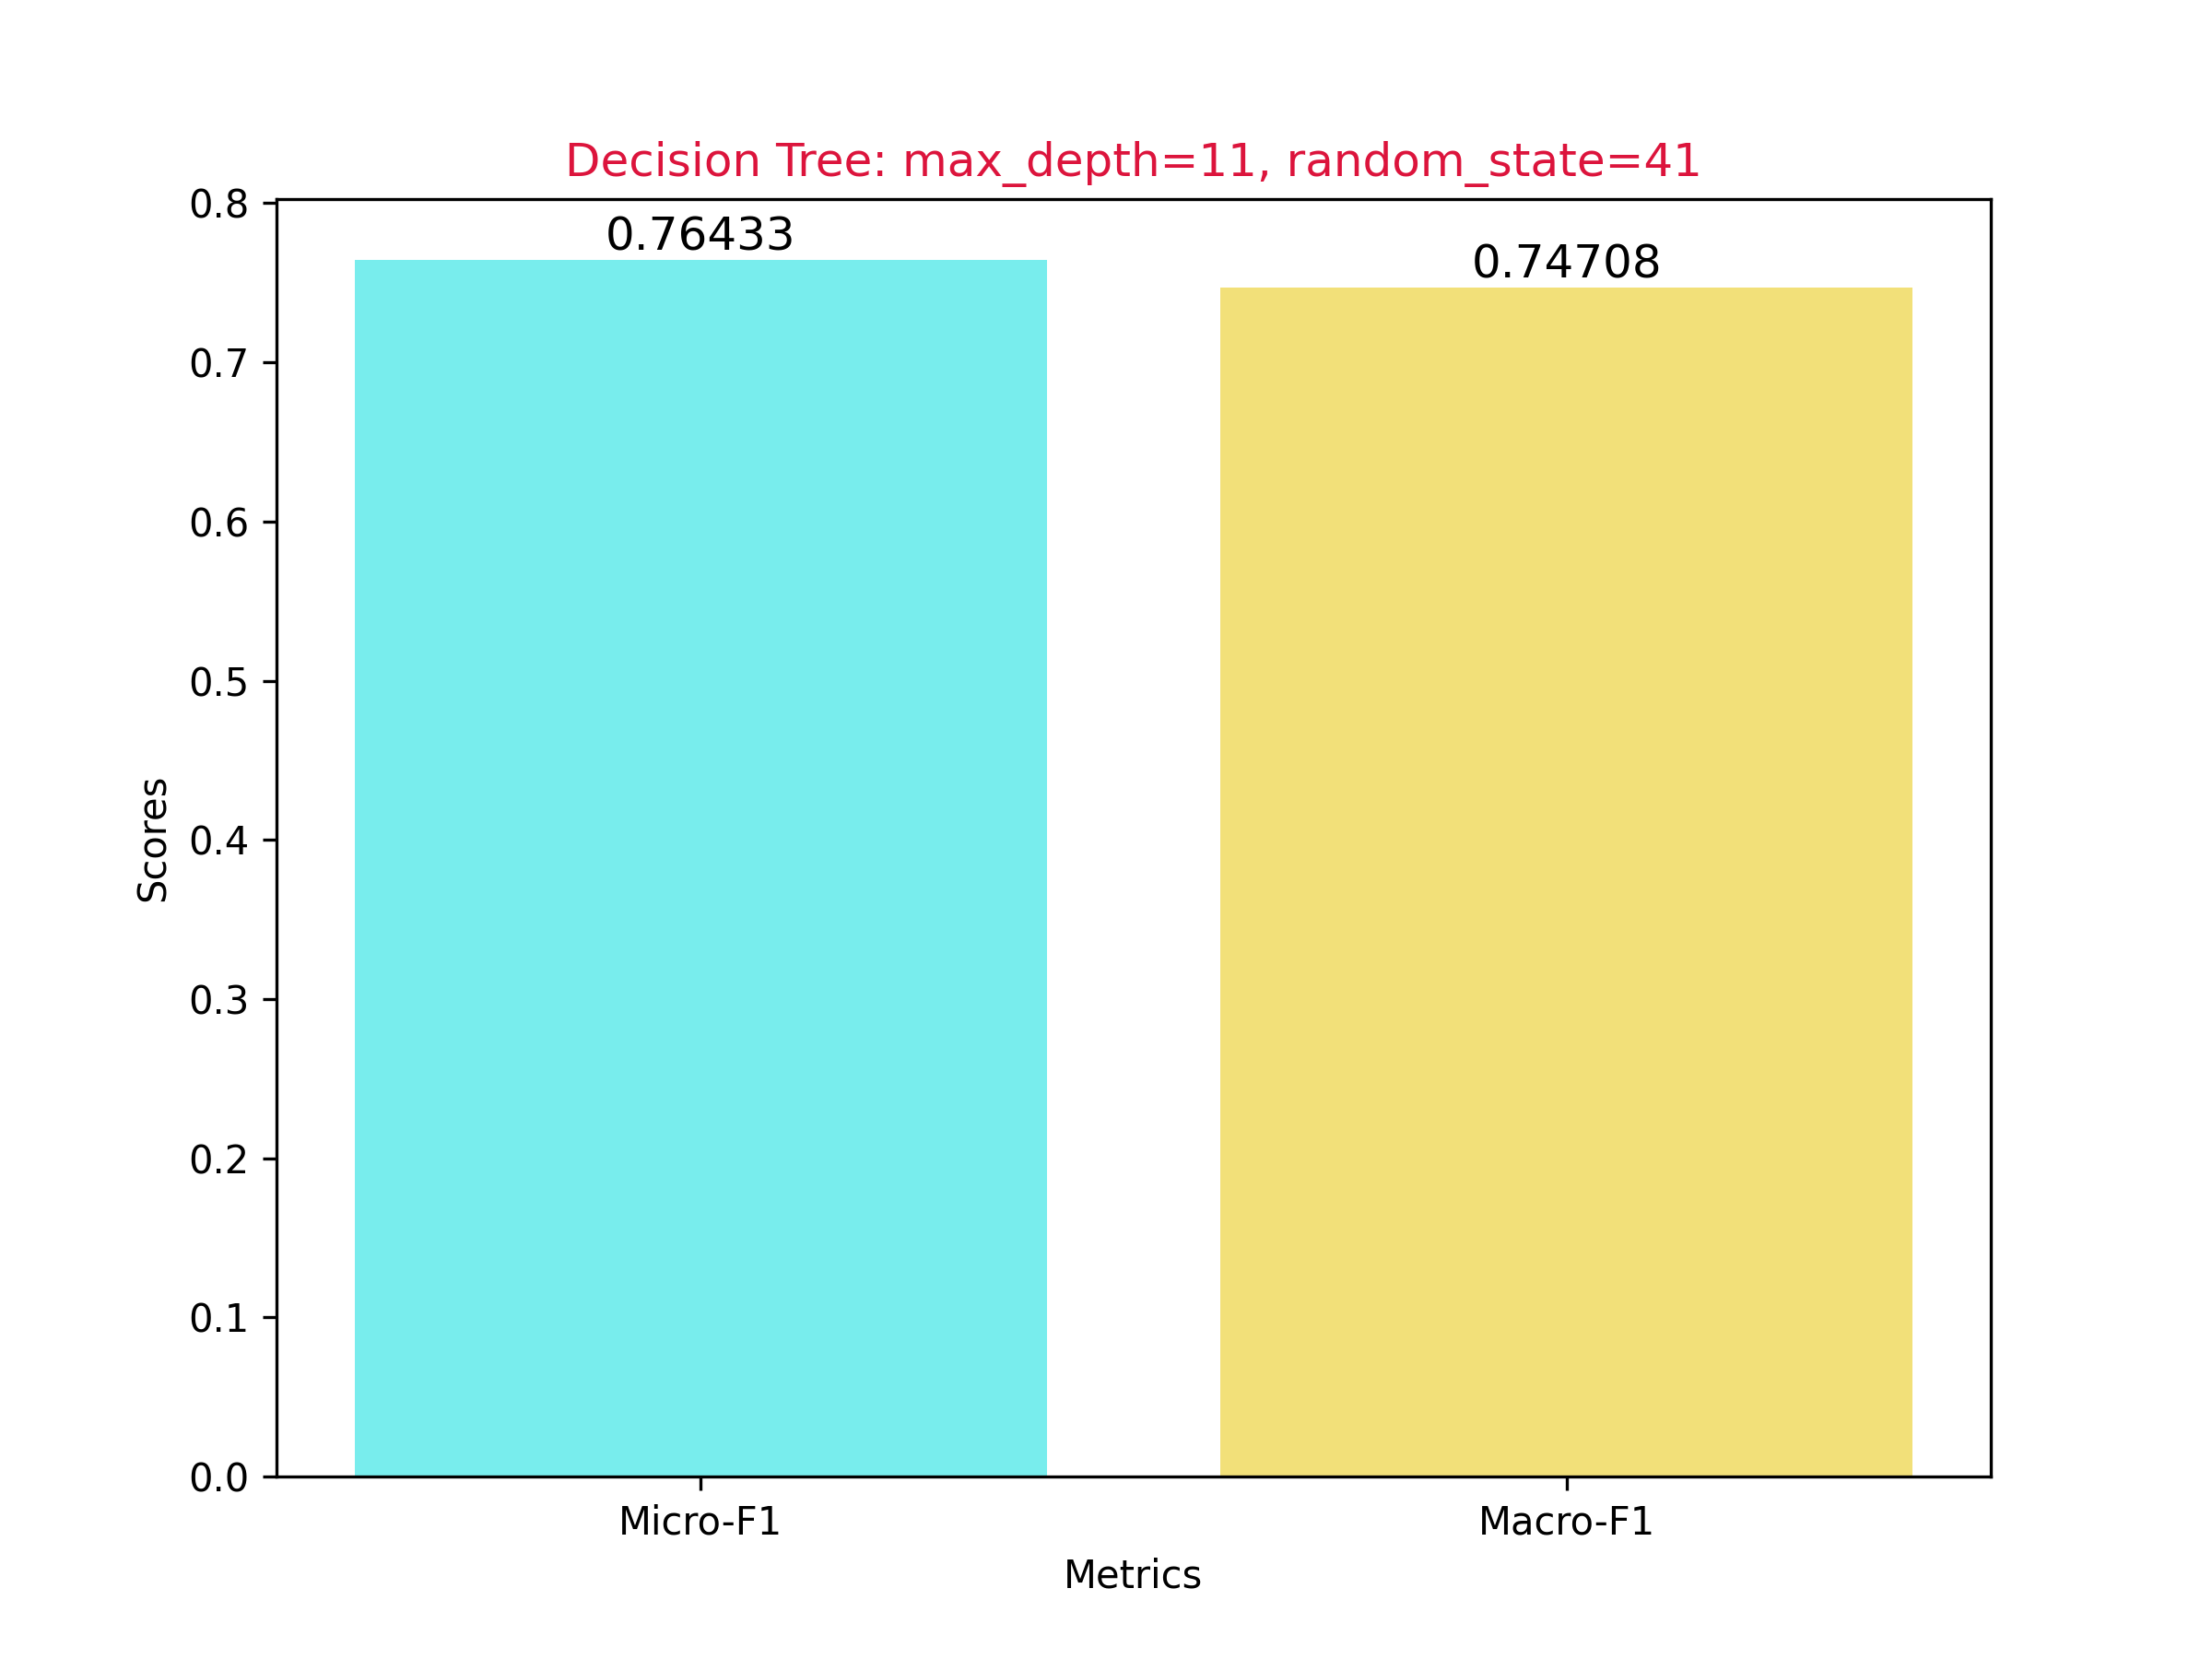 Decision Tree: max_depth=11, random_state=41
0.8
0.76433
0.74708
0.7
0.6
0.5
Scores
0.4
0.3
0.2
0.1
0.0
Micro-F1
Macro-F1
Metrics